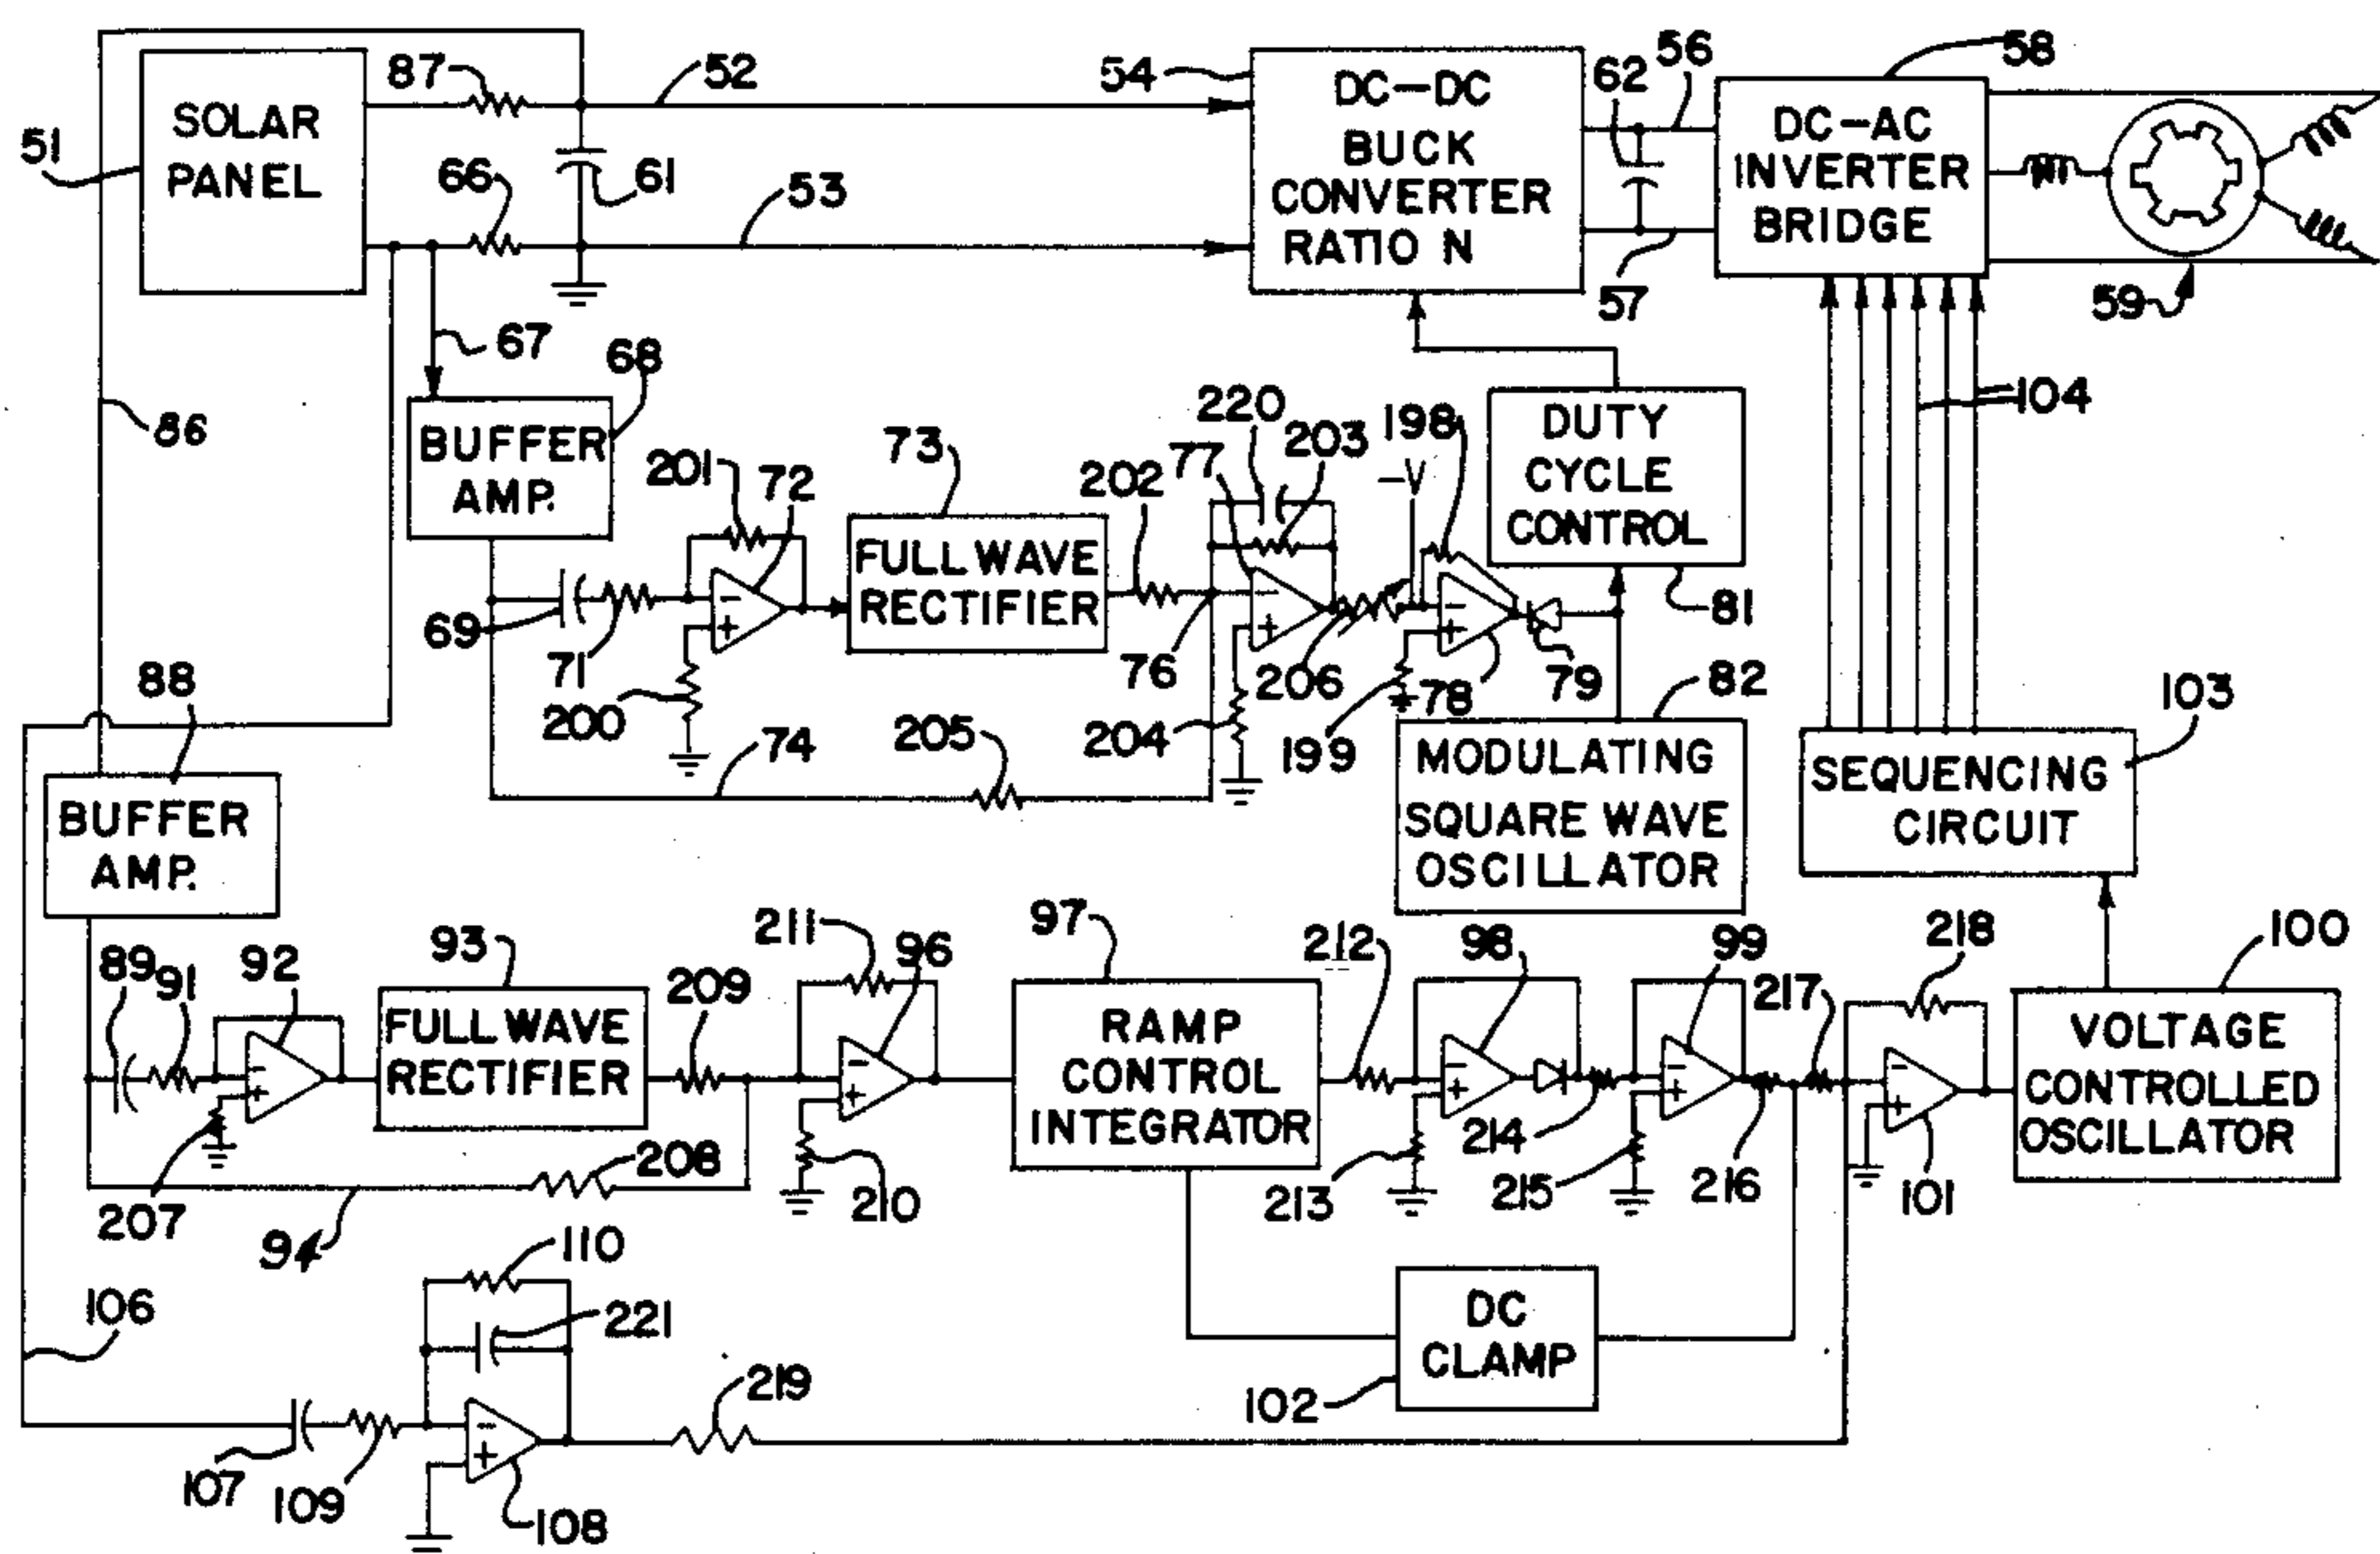 87
52
54
62
56
58
SOLAR
PANEL
51
66
61
53
DC-DC
BUCK
CONVERTER
RATIO N
DC-AC
INVERTER
BRIDGE
57
59
67
68
86
BUFFER
AMP.
201
72
73
202
77
220
203
198
-V
DUTY
CYCLE
CONTROL
104
FULL WAVE
RECTIFIER
-
+
-
+
-
+
69
71
200
76
206
78
79
81
82
88
74
205
204
199
103
MODULATING
SQUARE WAVE
OSCILLATOR
SEQUENCING
CIRCUIT
BUFFER
AMP.
89
91
92
93
209
211
96
97
212
98
99
217
218
100
FULL WAVE
RECTIFIER
RAMP
CONTROL
INTEGRATOR
VOLTAGE
CONTROLLED
OSCILLATOR
-
+
-
+
-
+
-
+
-
+
207
208
94
210
213
214
215
216
101
110
106
221
DC
CLAMP
102
219
107
109
-
+
108